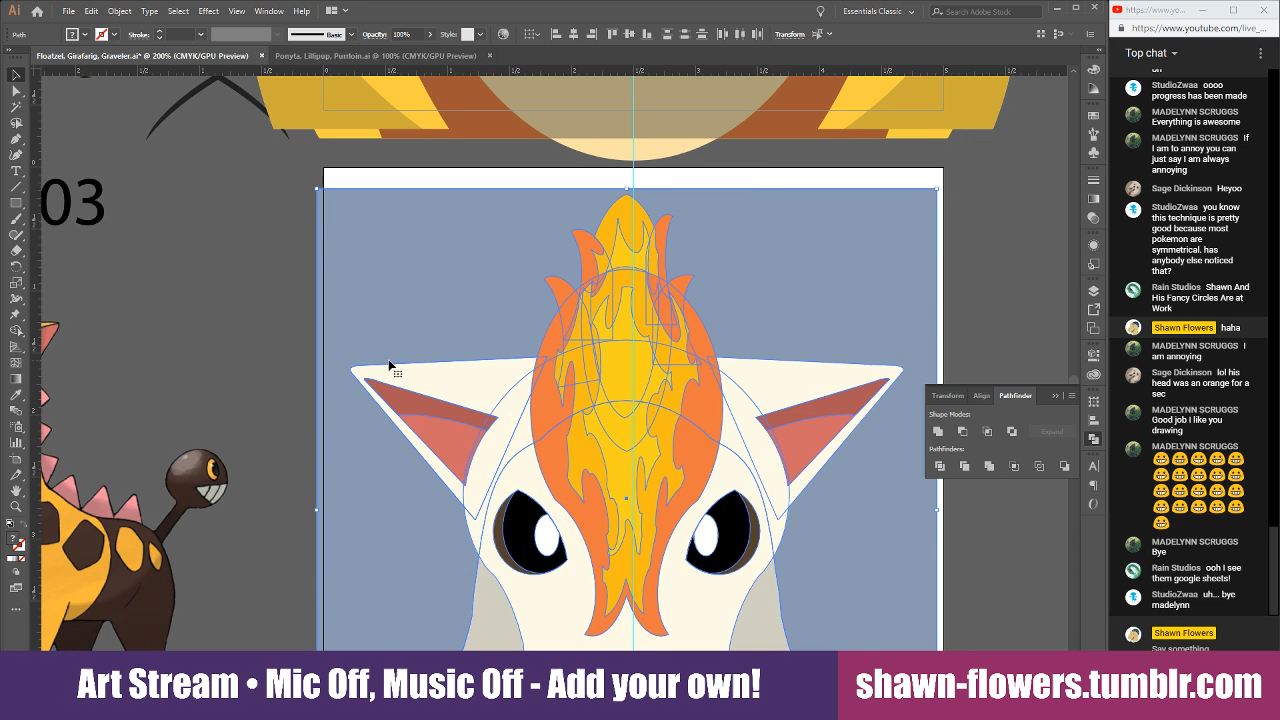 Ai
File Edit Object Type Select Effect View Window Help
Essentials Classic
Search Adobe Stock
Path
Stroke:
Basic
Opacity: 100%
Style:
Transform
Floatzel, Girafarig, Graveler.ai* @ 200% (CMYK/GPU Preview)
Ponyta, Lillipup, Purrloin.ai @ 100% (CMYK/GPU Preview)
03
Transform Align Pathfinder
Shape Modes:
Expand
Pathfinders:
https://www.yo...
https://www.youtube.com/live_...
Top chat
StudioZwaa oooo
progress has been made
MADELYNN SCRUGGS
Everything is awesome
MADELYNN SCRUGGS If
I am to annoy you can
just say I am always
annoying
Sage Dickinson Heyoo
StudioZwaa you know
this technique is pretty
good because most
pokemon are
symmetrical. has
anybody else noticed
that?
Rain Studios Shawn And
His Fancy Circles Are at
Work
Shawn Flowers haha
MADELYNN SCRUGGS I
am annoying
Sage Dickinson lol his
head was an orange for a
sec
MADELYNN SCRUGGS
Good job I like you
drawing
MADELYNN SCRUGGS
MADELYNN SCRUGGS
Bye
Rain Studios ooh I see
them google sheets!
StudioZwaa uh... bye
madelynn
Shawn Flowers
Say something...
Art Stream • Mic Off, Music Off - Add your own!
shawn-flowers.tumblr.com